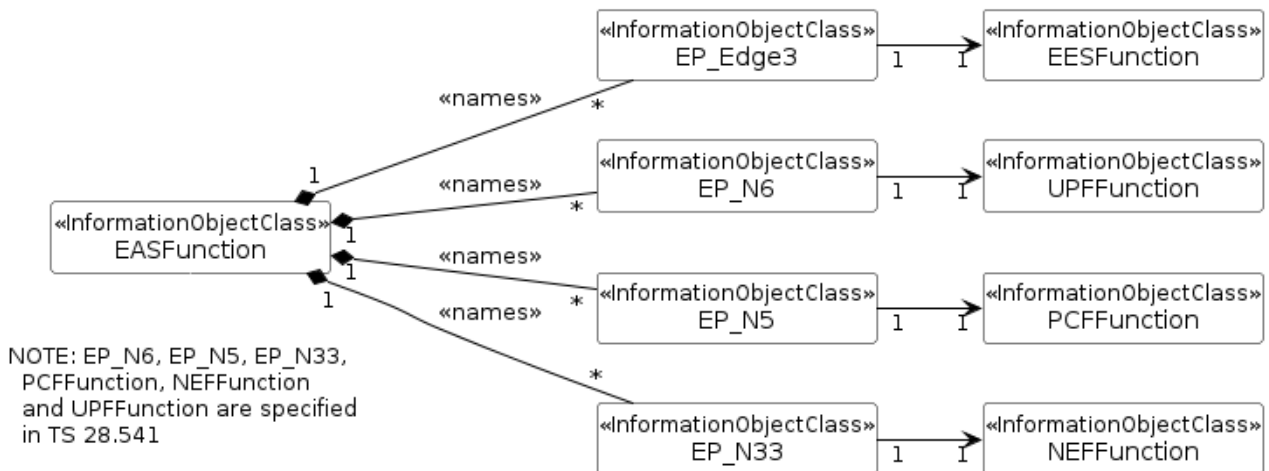 «InformationObjectClass»
EP_Edge3
1
1
«InformationObjectClass»
EESFunction
«names»
*
1
«InformationObjectClass»
EP_N6
1
1
«InformationObjectClass»
UPFFunction
«names»
*
1
«InformationObjectClass»
EASFunction
«names»
*
1
«InformationObjectClass»
EP_N5
1
1
«InformationObjectClass»
PCFFunction
«names»
*
1
NOTE: EP_N6, EP_N5, EP_N33,
PCFFunction, NEFFunction
and UPFFunction are specified
in TS 28.541
«InformationObjectClass»
EP_N33
1
1
«InformationObjectClass»
NEFFunction